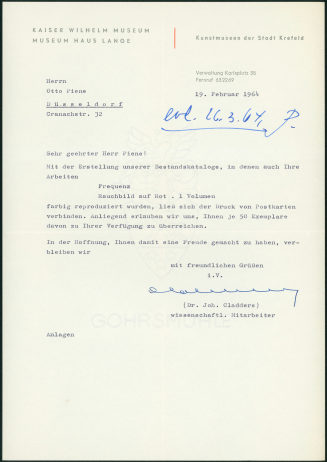 KAISER WILHELM MUSEUM
MUSEUM HAUS LANGE
Kunstmuseen der Stadt Krefeld
Verwaltung Karlsplatz 35
Fernruf 632269
Herrn
Otto Piene
Düsseldorf
Cranachstr. 32
19. Februar 1964
erl. 16.3.64, P.
Sehr geehrter Herr Piene!
Mit der Erstellung unserer Bestandskataloge, in denen auch Ihre
Arbeiten
Frequenz
Rauchbild auf Rot . 1 Volumen
farbig reproduziert wurden, ließ sich der Druck von Postkarten
verbinden. Anliegend erlauben wir uns, Ihnen je 50 Exemplare
davon zu Ihrer Verfügung zu überreichen.
In der Hoffnung, Ihnen damit eine Freude gemacht zu haben, ver-
bleiben wir
mit freundlichen Grüßen
i.V.
(Dr. Joh. Cladders)
wissenschaftl. Mitarbeiter
GOHRSMÜHLE
Anlagen